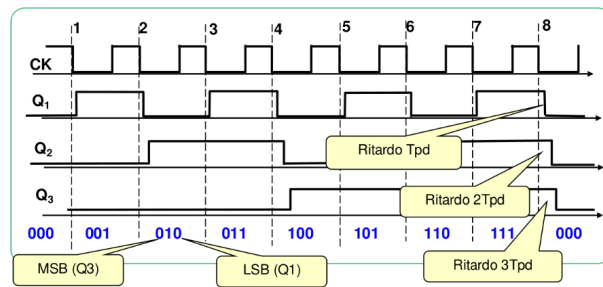 1 2 3 4 5 6 7 8
CK
Q1
Q2
Ritardo Tpd
Q3
Ritardo 2Tpd
000 001 010 011 100 101 110 111 000
MSB (Q3) LSB (Q1)
Ritardo 3Tpd